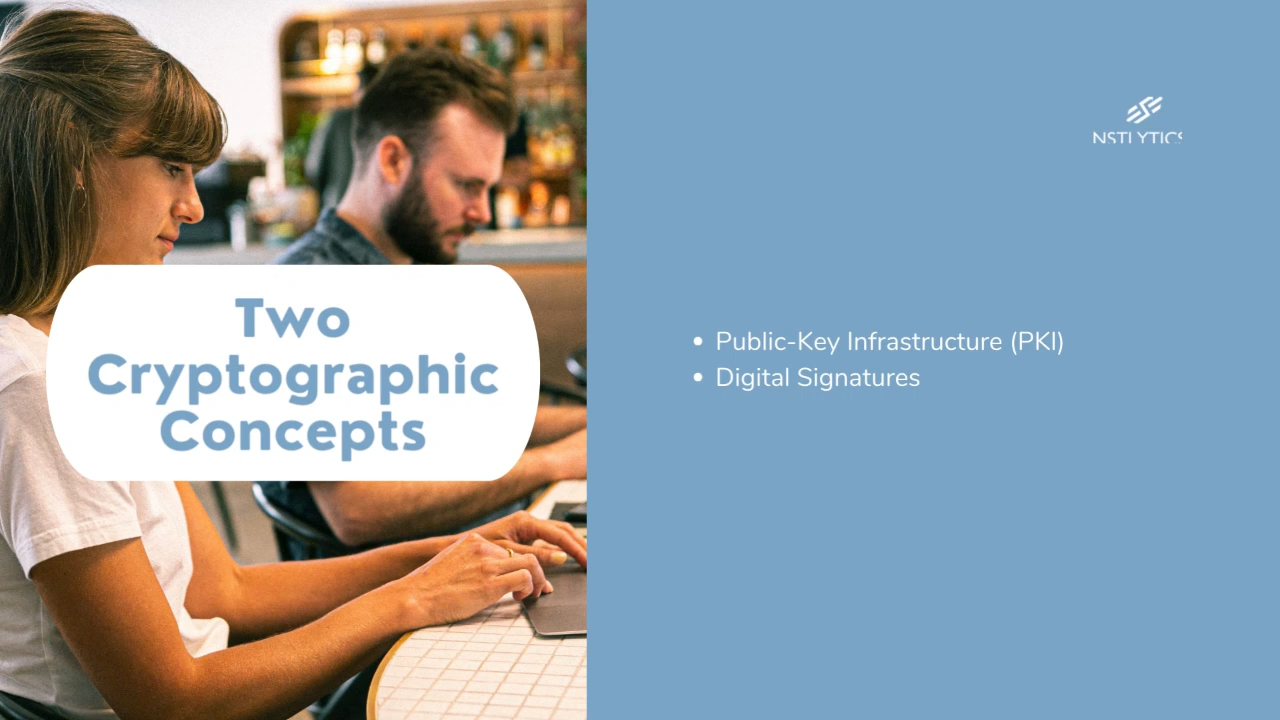 Two
Cryptographic
Concepts
NSTLYTICS
• Public-Key Infrastructure (PKI)
• Digital Signatures